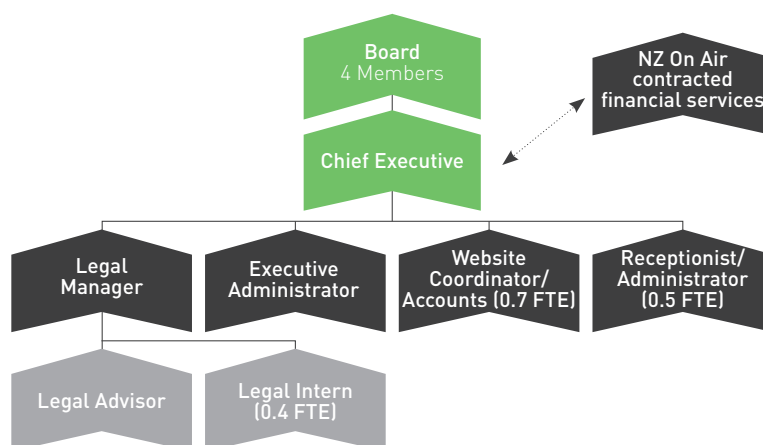 Board
4 Members
NZ On Air
contracted
financial services
Chief Executive
Legal
Manager
Executive
Administrator
Website
Coordinator/
Accounts (0.7 FTE)
Receptionist/
Administrator
(0.5 FTE)
Legal Advisor
Legal Intern
(0.4 FTE)